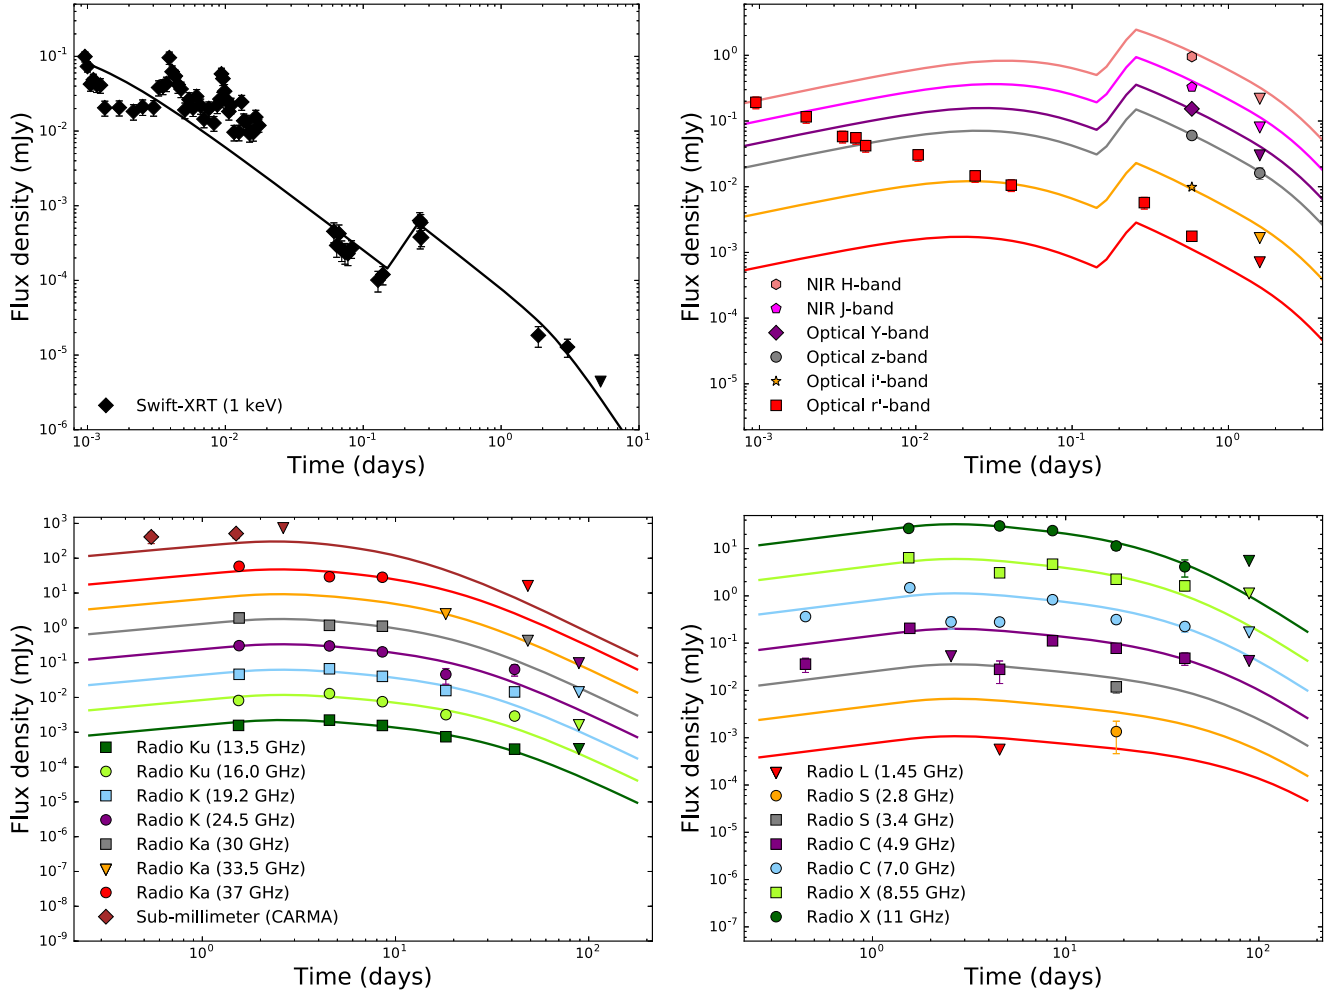 10^-1
10^-2
10^-3
10^-4
10^-5
10^-6
Flux density (mJy)
Swift-XRT (1 keV)
10^-3 10^-2 10^-1 10^0 10^1
Time (days)
10^0
10^-1
10^-2
10^-3
10^-4
10^-5
Flux density (mJy)
NIR H-band
NIR J-band
Optical Y-band
Optical z-band
Optical i'-band
Optical r'-band
10^-3 10^-2 10^-1 10^0
Time (days)
10^3
10^2
10^1
10^0
10^-1
10^-2
10^-3
10^-4
10^-5
10^-6
10^-7
10^-8
10^-9
Flux density (mJy)
Radio Ku (13.5 GHz)
Radio Ku (16.0 GHz)
Radio K (19.2 GHz)
Radio K (24.5 GHz)
Radio Ka (30 GHz)
Radio Ka (33.5 GHz)
Radio Ka (37 GHz)
Sub-millimeter (CARMA)
10^0 10^1 10^2
Time (days)
10^1
10^0
10^-1
10^-2
10^-3
10^-4
10^-5
10^-6
10^-7
Flux density (mJy)
Radio L (1.45 GHz)
Radio S (2.8 GHz)
Radio S (3.4 GHz)
Radio C (4.9 GHz)
Radio C (7.0 GHz)
Radio X (8.55 GHz)
Radio X (11 GHz)
10^0 10^1 10^2
Time (days)